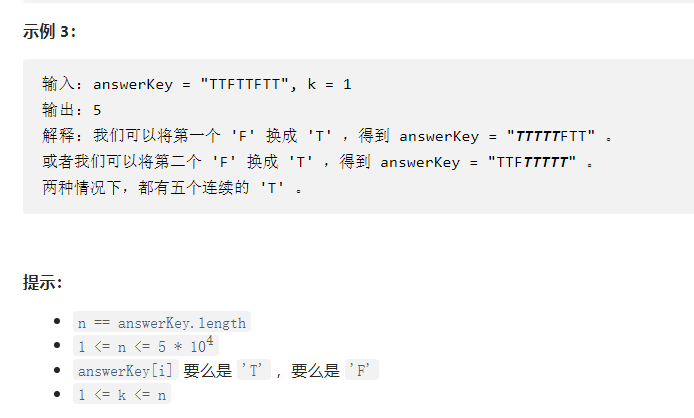 示例 3：
输入：answerKey = "TTFTTFTT", k = 1
输出：5
解释：我们可以将第一个 'F' 换成 'T' ，得到 answerKey = "TTTTTFTT" 。
或者我们可以将第二个 'F' 换成 'T' ，得到 answerKey = "TTFTTTTT" 。
两种情况下，都有五个连续的 'T' 。
提示：
n == answerKey.length
1 <= n <= 5 * 10⁴
answerKey[i] 要么是 'T' ，要么是 'F'
1 <= k <= n